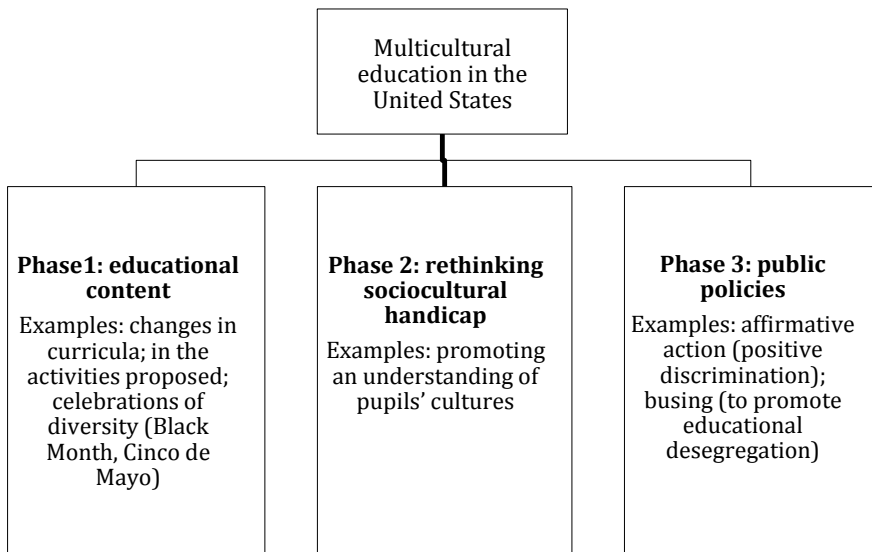 Multicultural
education in the
United States
Phase1: educational
content
Examples: changes in
curricula; in the
activities proposed;
celebrations of
diversity (Black
Month, Cinco de
Mayo)
Phase 2: rethinking
sociocultural
handicap
Examples: promoting
an understanding of
pupils’ cultures
Phase 3: public
policies
Examples: affirmative
action (positive
discrimination);
busing (to promote
educational
desegregation)